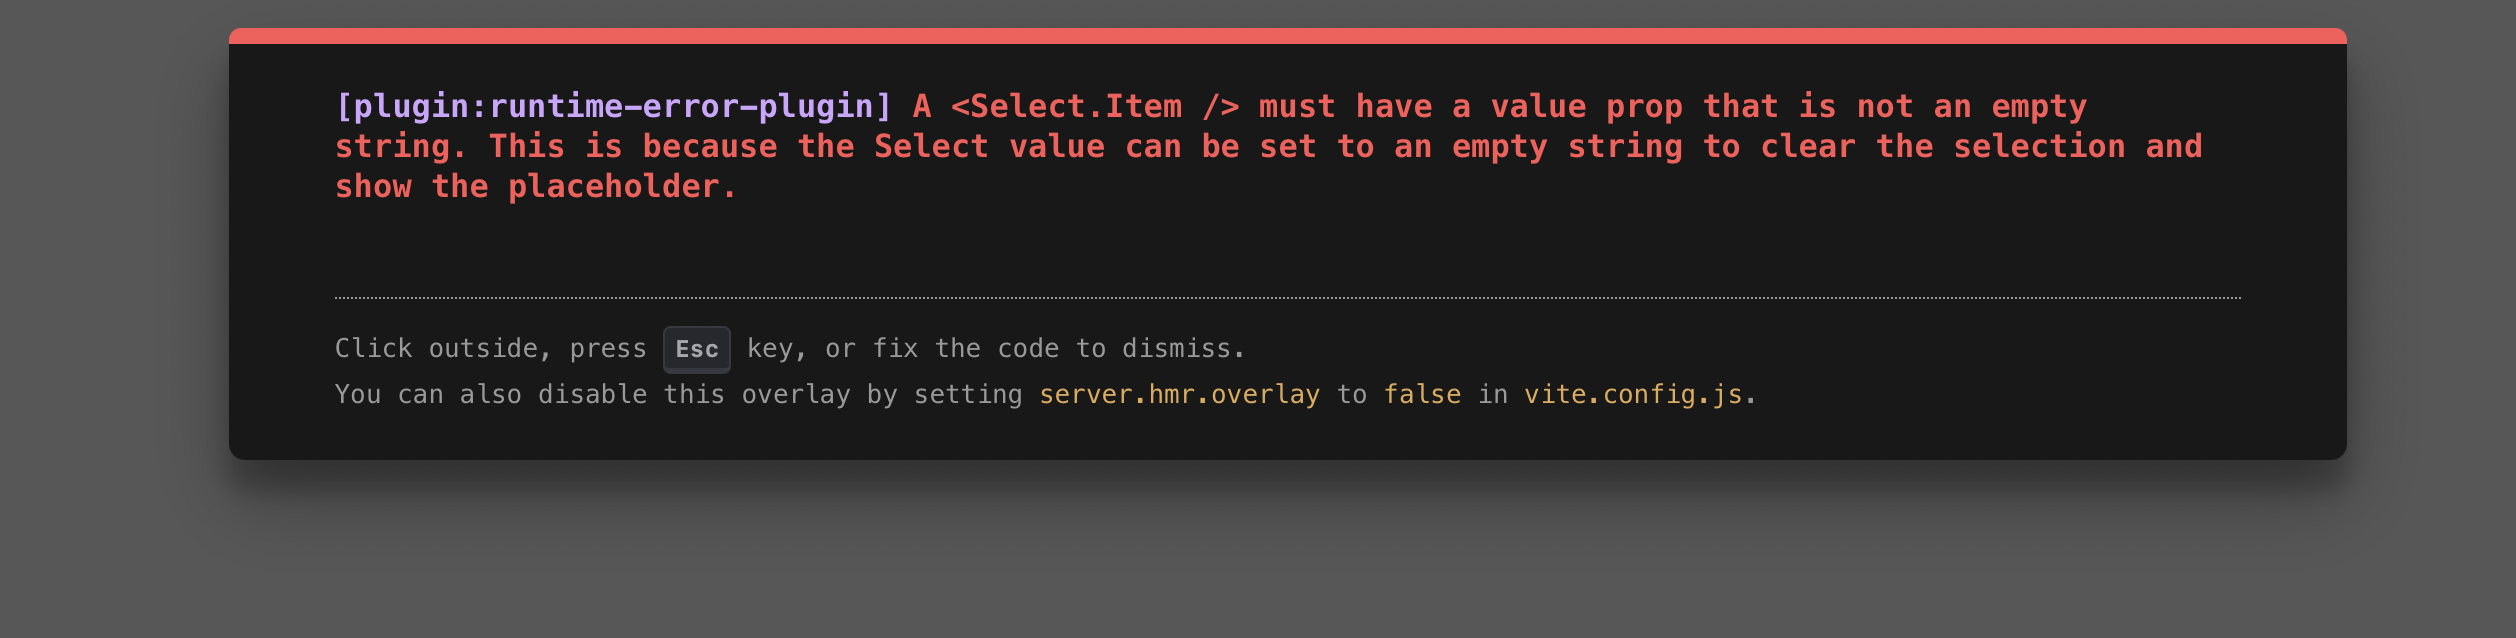 [plugin:runtime-error-plugin] A <Select.Item /> must have a value prop that is not an empty
string. This is because the Select value can be set to an empty string to clear the selection and
show the placeholder.
Click outside, press Esc key, or fix the code to dismiss.
You can also disable this overlay by setting server.hmr.overlay to false in vite.config.js.